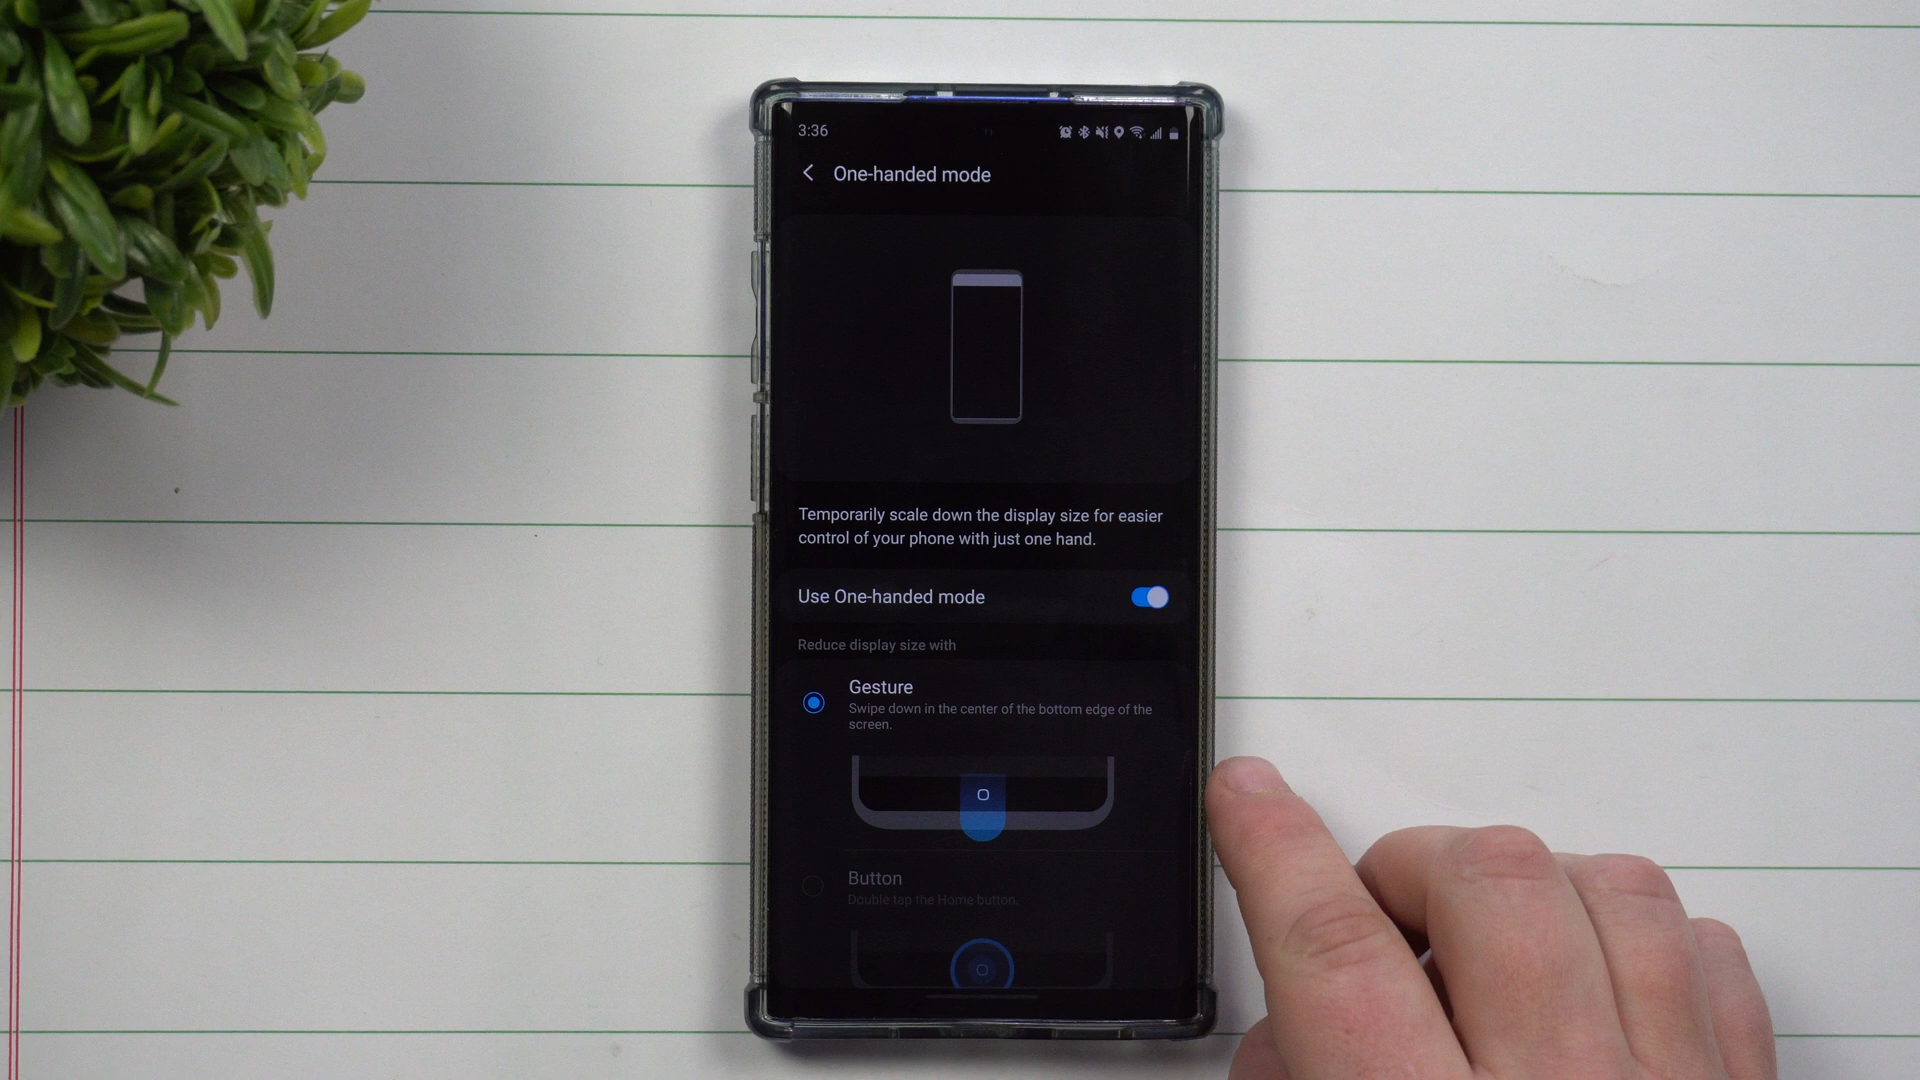 3:36
One-handed mode
Temporarily scale down the display size for easier
control of your phone with just one hand.
Use One-handed mode
Reduce display size with
Gesture
Swipe down in the center of the bottom edge of the
screen.
Button
Double tap the Home button.